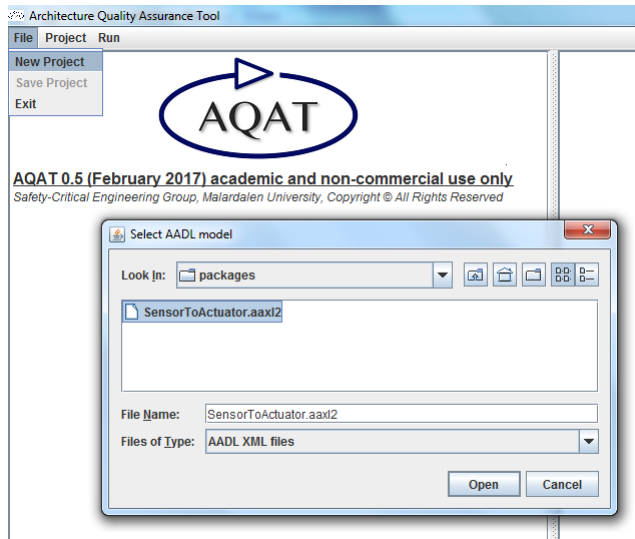 Architecture Quality Assurance Tool
File Project Run
New Project
Save Project
Exit
AQAT
AQAT 0.5 (February 2017) academic and non-commercial use only
Safety-Critical Engineering Group, Malardalen University, Copyright © All Rights Reserved
Select AADL model
Look In: packages
SensorToActuator.aaxl2
File Name: SensorToActuator.aaxl2
Files of Type: AADL XML files
Open Cancel